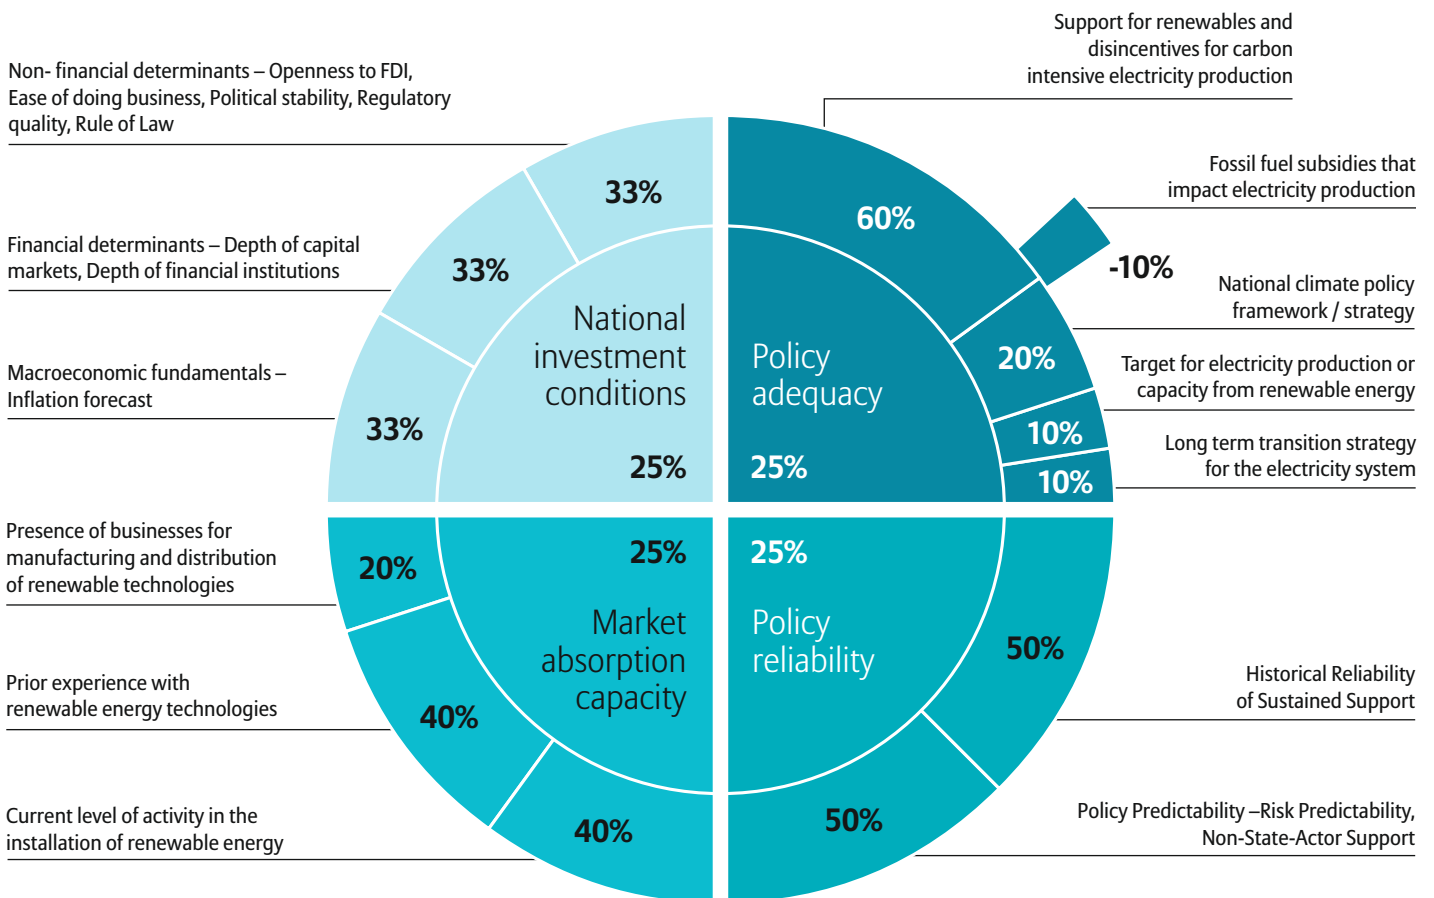 Support for renewables and
disincentives for carbon
intensive electricity production
Non- financial determinants – Openness to FDI,
Ease of doing business, Political stability, Regulatory
quality, Rule of Law
33%
60%
Fossil fuel subsidies that
impact electricity production
-10%
Financial determinants – Depth of capital
markets, Depth of financial institutions
33%
National climate policy
framework / strategy
20%
National
investment
conditions
25%
Policy
adequacy
25%
Macroeconomic fundamentals –
Inflation forecast
33%
Target for electricity production or
capacity from renewable energy
10%
Long term transition strategy
for the electricity system
10%
Presence of businesses for
manufacturing and distribution
of renewable technologies
20%
25%
Market
absorption
capacity
25%
Policy
reliability
50%
Historical Reliability
of Sustained Support
Prior experience with
renewable energy technologies
40%
Current level of activity in the
installation of renewable energy
40%
50%
Policy Predictability –Risk Predictability,
Non-State-Actor Support